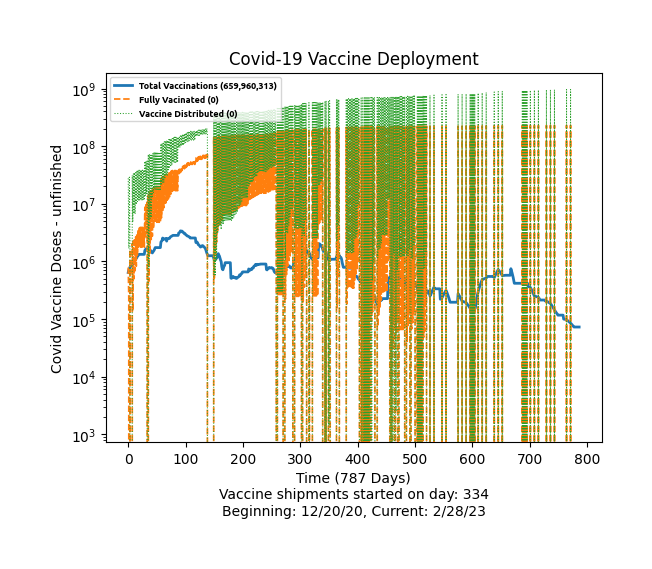 Covid-19 Vaccine Deployment
Total Vaccinations (659,960,313)
Fully Vacinated (0)
Vaccine Distributed (0)
Covid Vaccine Doses - unfinished
10⁹
10⁸
10⁷
10⁶
10⁵
10⁴
10³
0 100 200 300 400 500 600 700 800
Time (787 Days)
Vaccine shipments started on day: 334
Beginning: 12/20/20, Current: 2/28/23